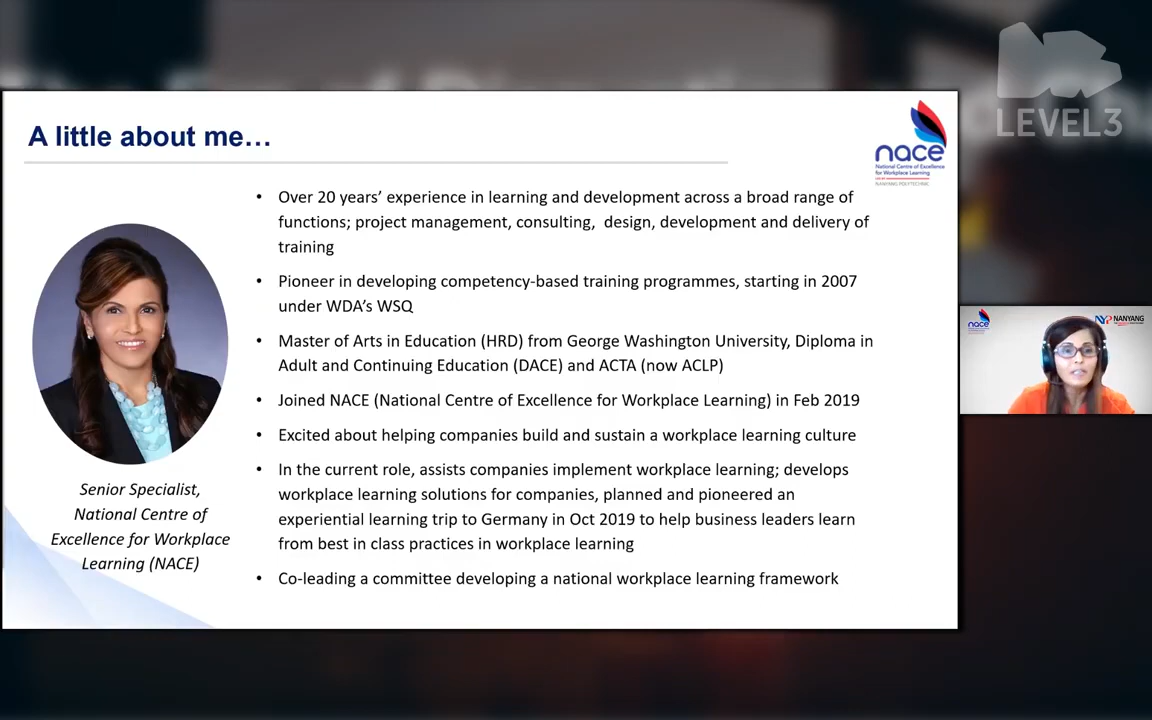 LEVEL3
A little about me...
nace
National Centre of Excellence
for Workplace Learning
NANYANG POLYTECHNIC
• Over 20 years' experience in learning and development across a broad range of
functions; project management, consulting, design, development and delivery of
training
• Pioneer in developing competency-based training programmes, starting in 2007
under WDA's WSQ
• Master of Arts in Education (HRD) from George Washington University, Diploma in
Adult and Continuing Education (DACE) and ACTA (now ACLP)
• Joined NACE (National Centre of Excellence for Workplace Learning) in Feb 2019
• Excited about helping companies build and sustain a workplace learning culture
• In the current role, assists companies implement workplace learning; develops
workplace learning solutions for companies, planned and pioneered an
experiential learning trip to Germany in Oct 2019 to help business leaders learn
from best in class practices in workplace learning
• Co-leading a committee developing a national workplace learning framework
Senior Specialist,
National Centre of
Excellence for Workplace
Learning (NACE)
nace
NYP NANYANG